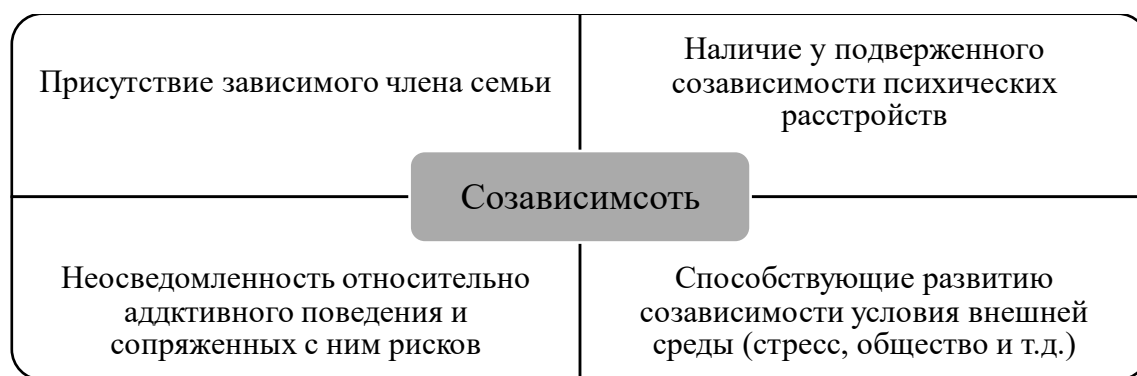 Присутствие зависимого члена семьи
Наличие у подверженного
созависимости психических
расстройств
Созависимсоть
Неосведомленность относительно
аддктивного поведения и
сопряженных с ним рисков
Способствующие развитию
созависимости условия внешней
среды (стресс, общество и т.д.)